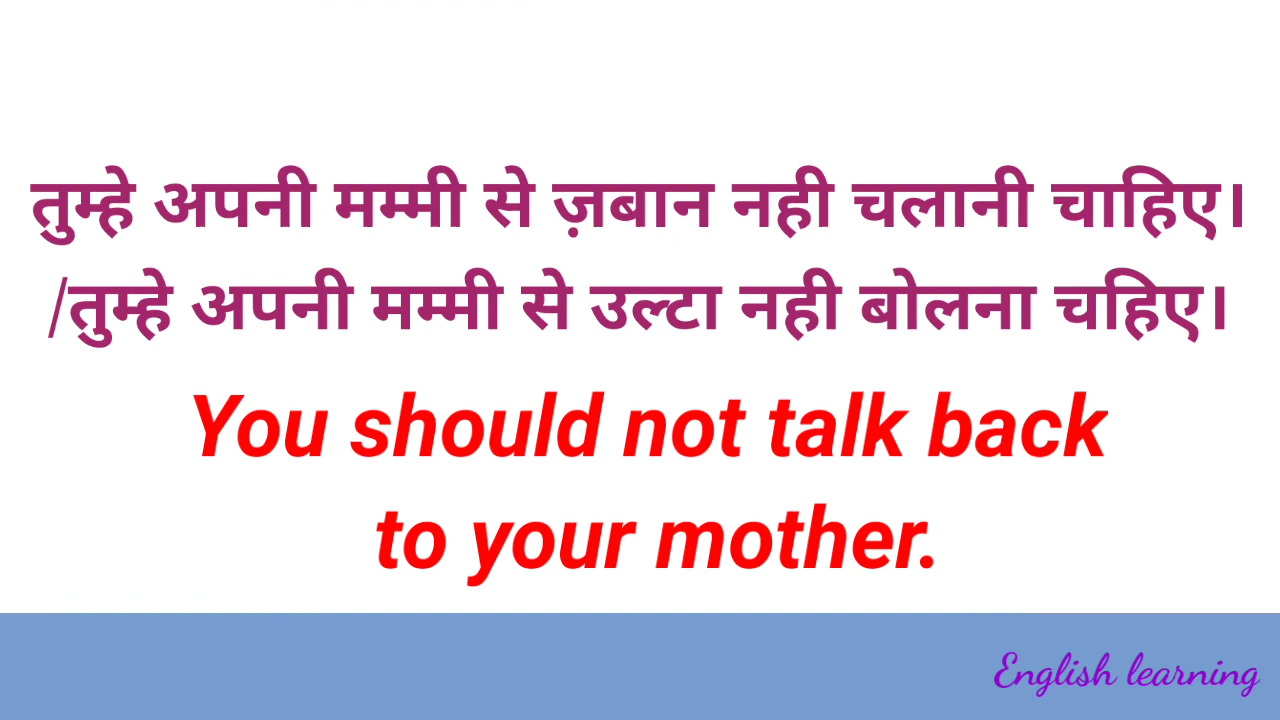 तुम्हे अपनी मम्मी से ज़बान नही चलानी चाहिए।
/तुम्हे अपनी मम्मी से उल्टा नही बोलना चहिए।
You should not talk back
to your mother.
English learning